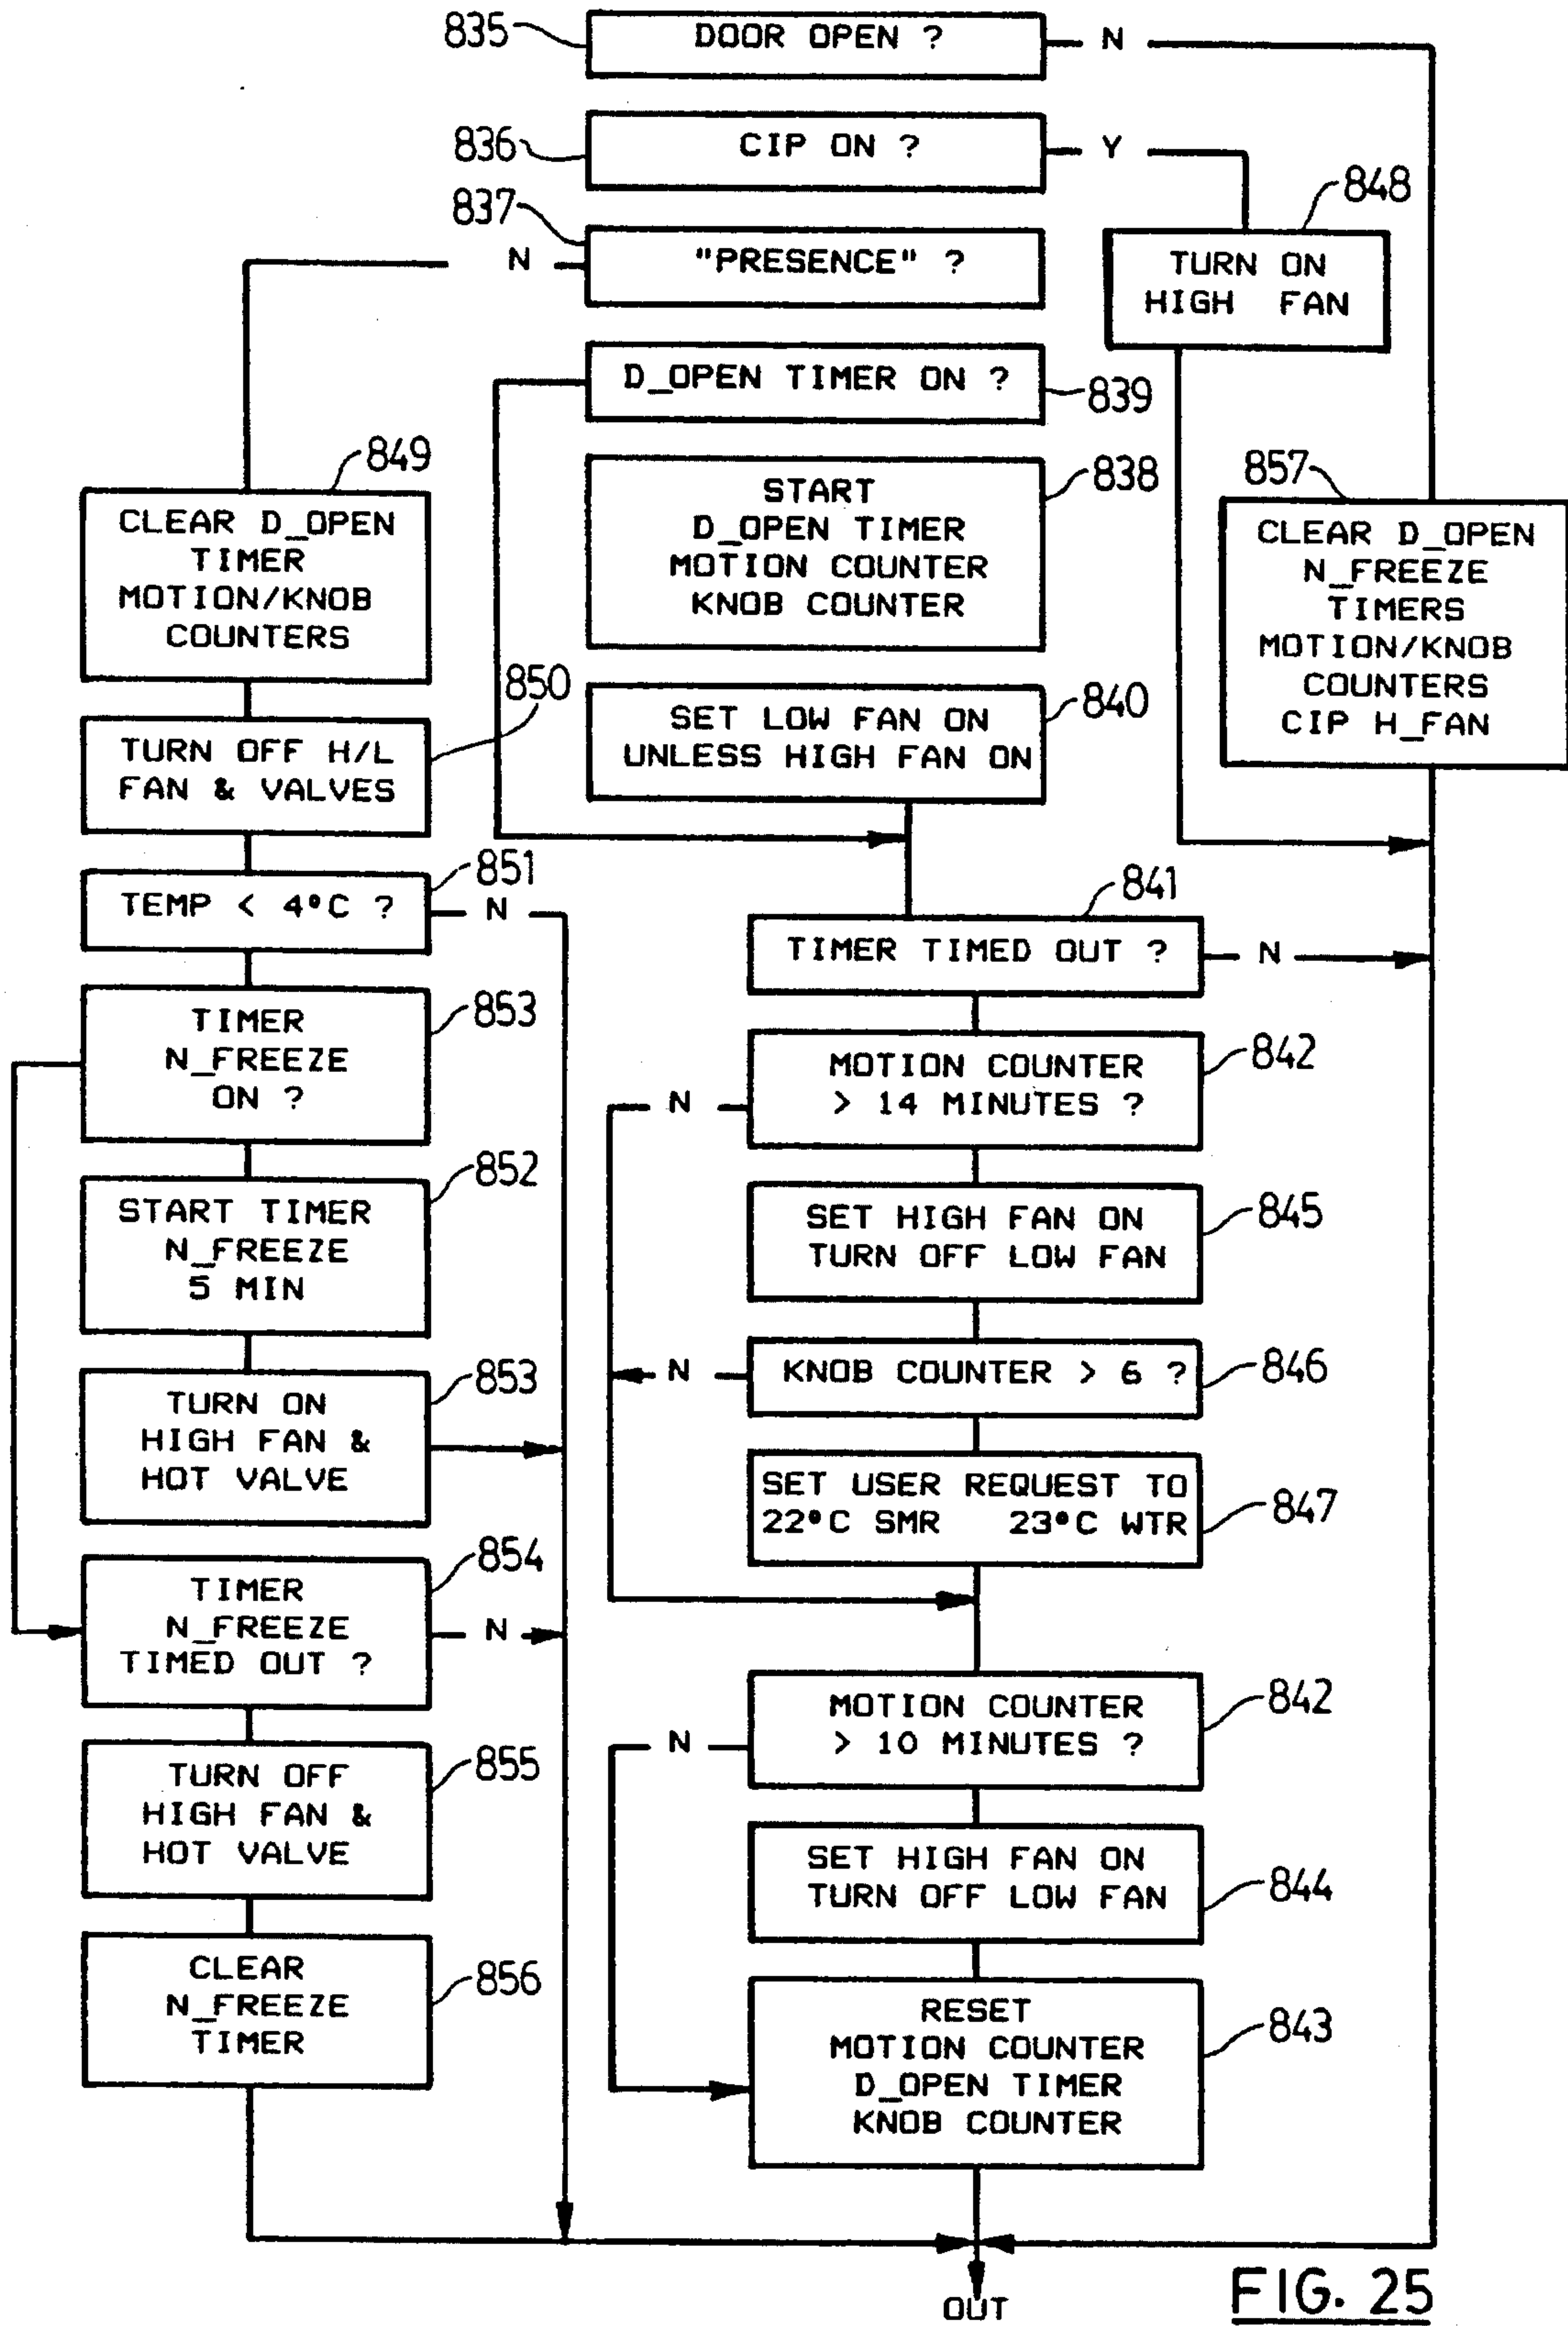 835
DOOR OPEN ?
N
836
CIP ON ?
Y
848
TURN ON
HIGH FAN
837
N
"PRESENCE" ?
D_OPEN TIMER ON ?
839
849
CLEAR D_OPEN
TIMER
MOTION/KNOB
COUNTERS
START
D_OPEN TIMER
MOTION COUNTER
KNOB COUNTER
838
857
CLEAR D_OPEN
N_FREEZE
TIMERS
MOTION/KNOB
COUNTERS
CIP H_FAN
850
TURN OFF H/L
FAN & VALVES
SET LOW FAN ON
UNLESS HIGH FAN ON
840
851
TEMP < 4°C ?
N
841
TIMER TIMED OUT ?
N
TIMER
N_FREEZE
ON ?
853
MOTION COUNTER
> 14 MINUTES ?
842
N
START TIMER
N_FREEZE
5 MIN
852
SET HIGH FAN ON
TURN OFF LOW FAN
845
TURN ON
HIGH FAN &
HOT VALVE
853
N
KNOB COUNTER > 6 ?
846
SET USER REQUEST TO
22°C SMR 23°C WTR
847
TIMER
N_FREEZE
TIMED OUT ?
854
N
MOTION COUNTER
> 10 MINUTES ?
842
N
TURN OFF
HIGH FAN &
HOT VALVE
855
SET HIGH FAN ON
TURN OFF LOW FAN
844
CLEAR
N_FREEZE
TIMER
856
RESET
MOTION COUNTER
D_OPEN TIMER
KNOB COUNTER
843
OUT
FIG. 25